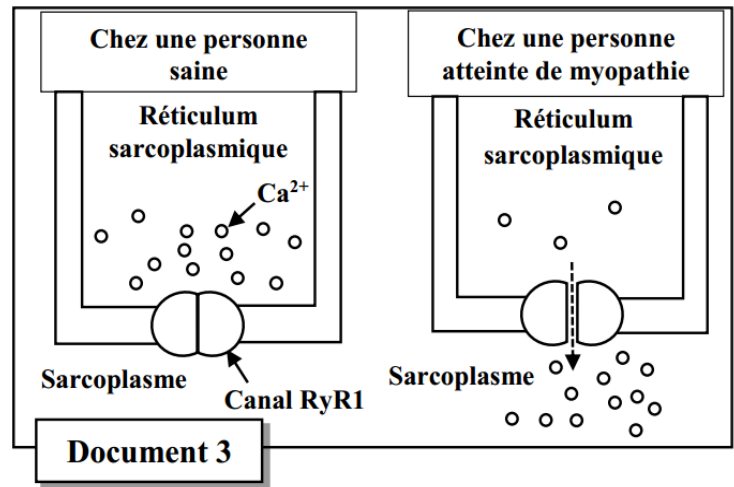 Chez une personne
saine
Réticulum
sarcoplasmique
Ca²⁺
Sarcoplasme
Canal RyR1
Chez une personne
atteinte de myopathie
Réticulum
sarcoplasmique
Sarcoplasme
Document 3